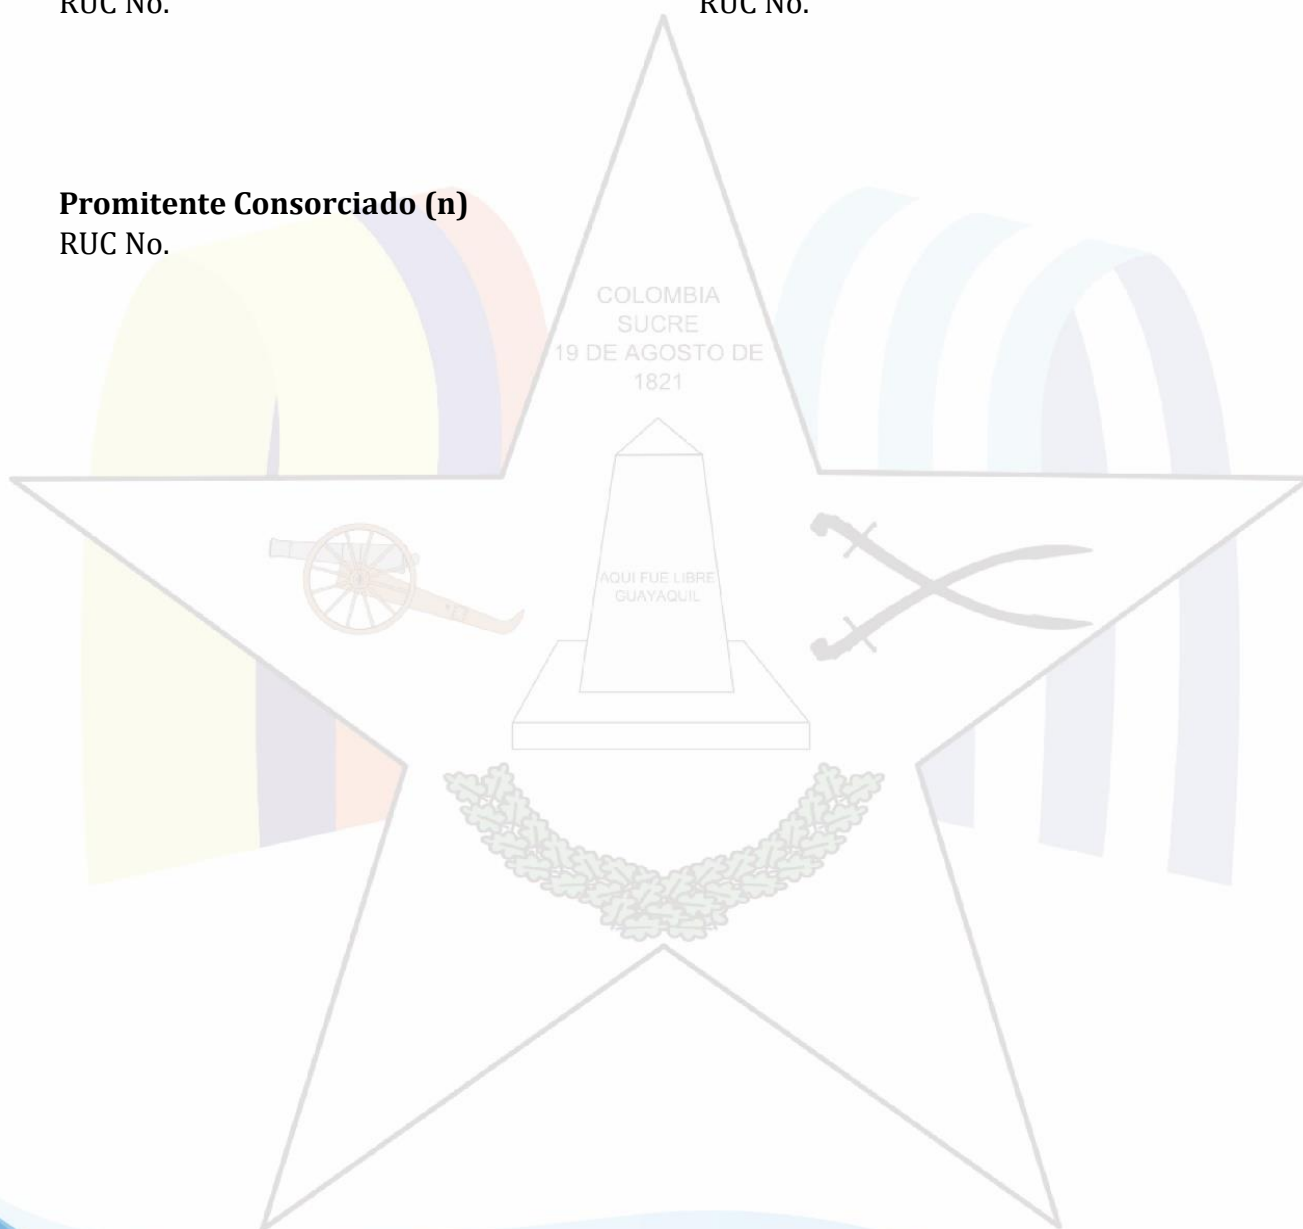 RUC No. RUC No.
Promitente Consorciado (n)
RUC No.
COLOMBIA
SUCRE
19 DE AGOSTO DE
1821
AQUI FUE LIBRE
GUAYAQUIL